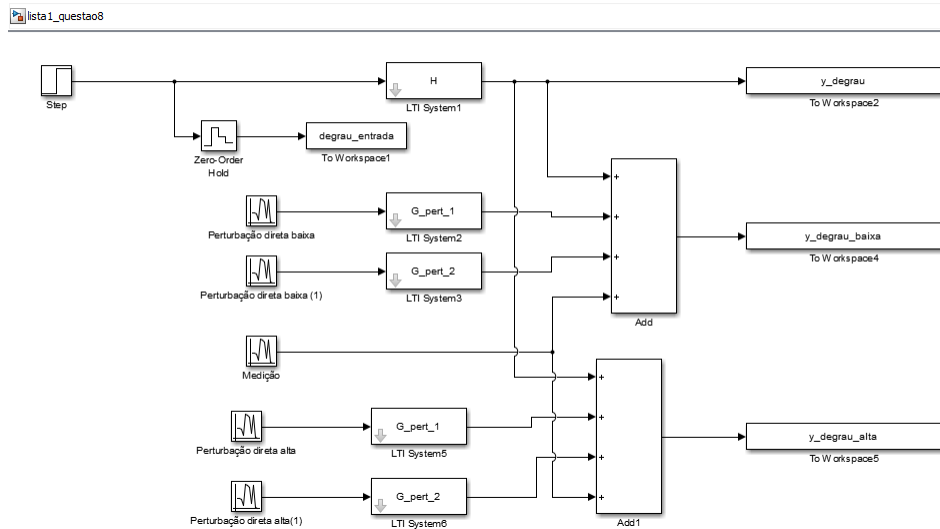 lista1_questao8
Step
H
LTI System1
y_degrau
To Workspace2
Zero-Order
Hold
degrau_entrada
To Workspace1
Perturbação direta baixa
G_pert_1
LTI System2
+
+
+
+
Add
y_degrau_baixa
To Workspace4
Perturbação direta baixa (1)
G_pert_2
LTI System3
Medição
Perturbação direta alta
G_pert_1
LTI System5
+
+
+
+
Add1
y_degrau_alta
To Workspace5
Perturbação direta alta(1)
G_pert_2
LTI System6